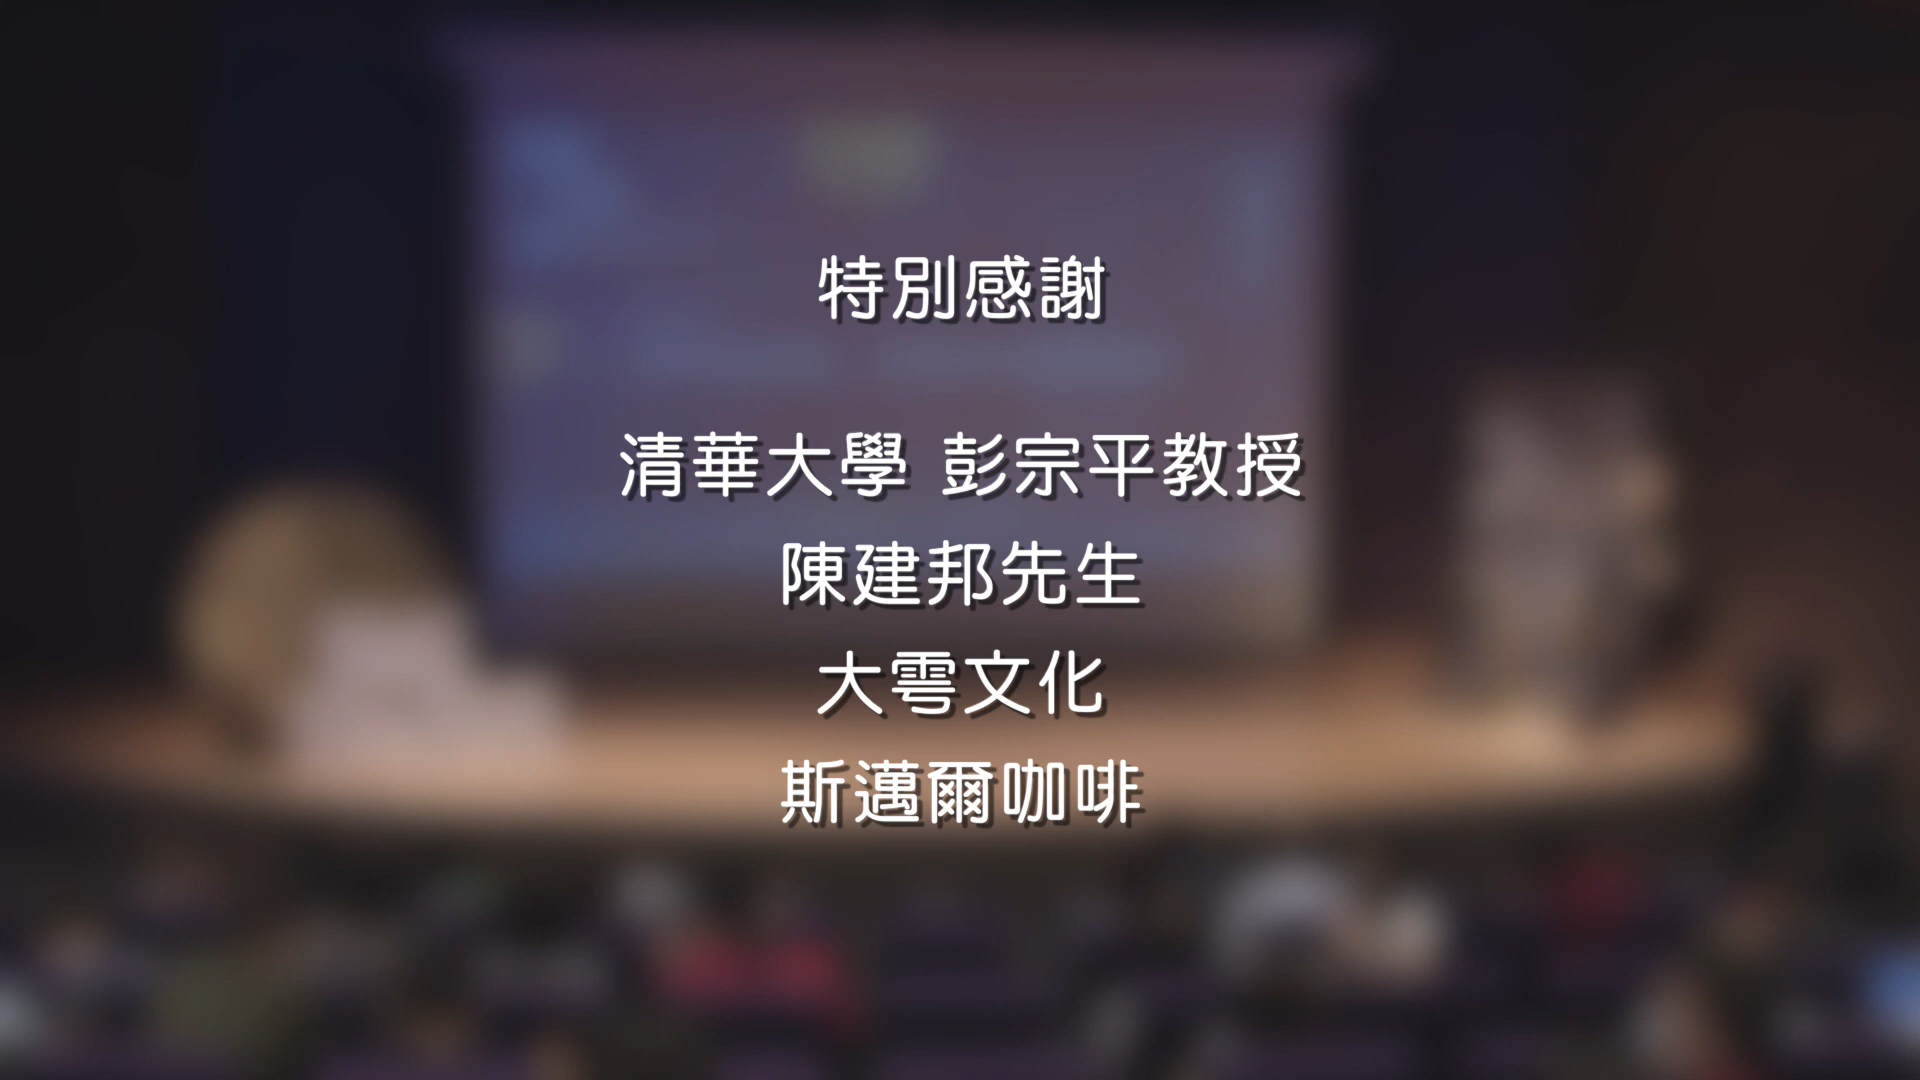 特別感謝
清華大學 彭宗平教授
陳建邦先生
大雩文化
斯邁爾咖啡